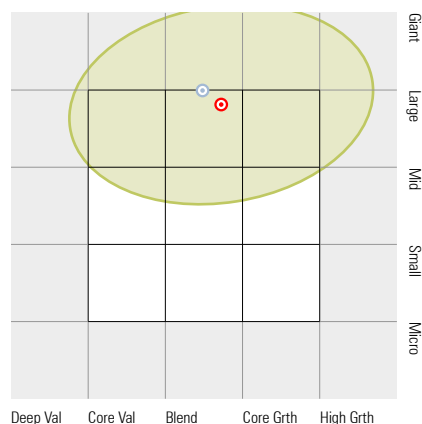 Giant
Large
Mid
Small
Micro
Deep Val Core Val Blend Core Grth High Grth